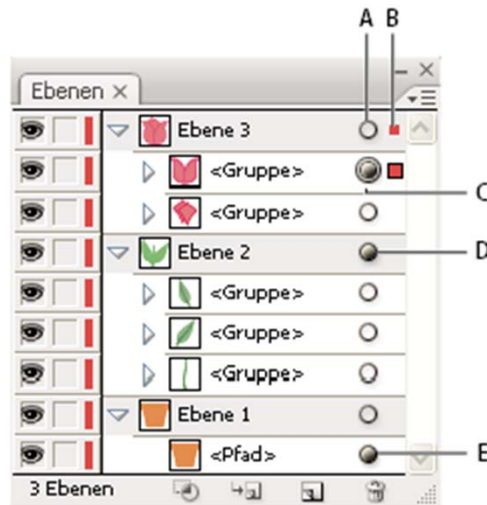 A B
Ebenen ×
Ebene 3
<Gruppe>
C
<Gruppe>
Ebene 2
D
<Gruppe>
<Gruppe>
<Gruppe>
Ebene 1
<Pfad>
E
3 Ebenen